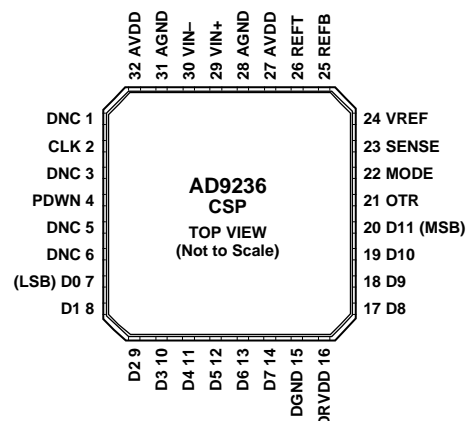 32 AVDD
31 AGND
30 VIN–
29 VIN+
28 AGND
27 AVDD
26 REFT
25 REFB
DNC 1
CLK 2
DNC 3
PDWN 4
DNC 5
DNC 6
(LSB) D0 7
D1 8
AD9236
CSP
TOP VIEW
(Not to Scale)
24 VREF
23 SENSE
22 MODE
21 OTR
20 D11 (MSB)
19 D10
18 D9
17 D8
D2 9
D3 10
D4 11
D5 12
D6 13
D7 14
DGND 15
DRVDD 16